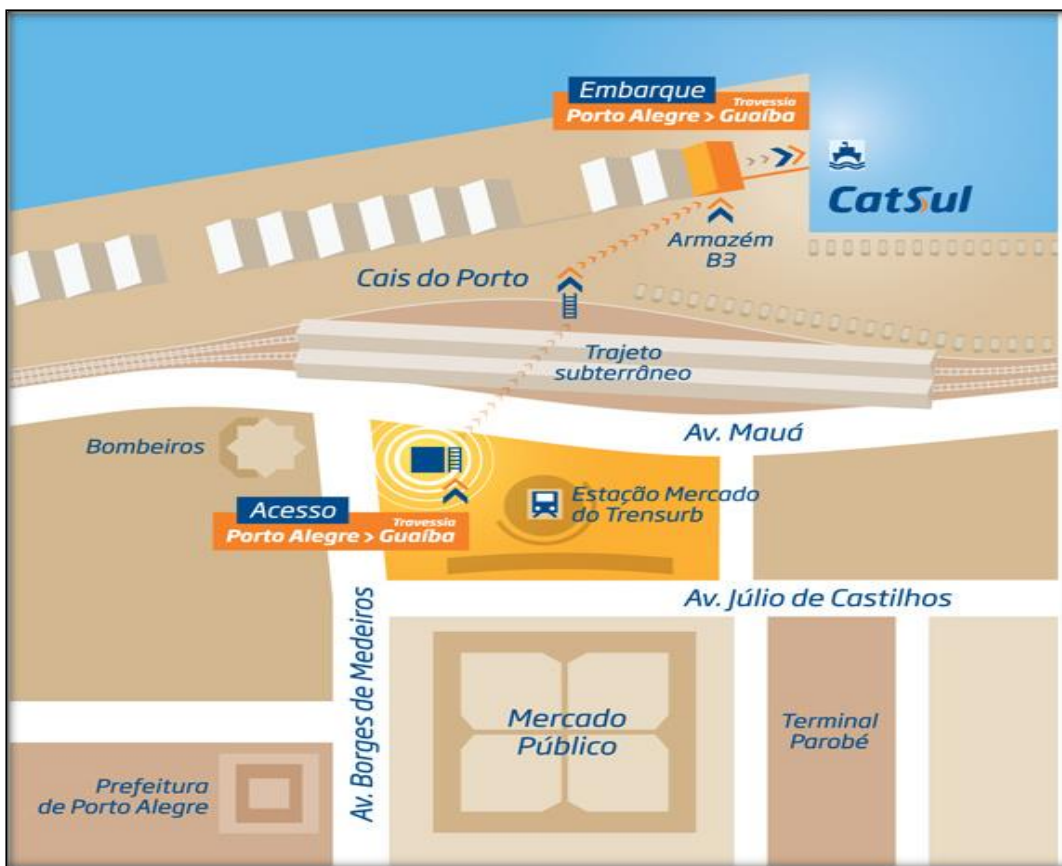 Embarque
Travessia
Porto Alegre > Guaíba
CatSul
Armazém
B3
Cais do Porto
Trajeto
subterrâneo
Av. Mauá
Bombeiros
Estação Mercado
do Trensurb
Acesso
Travessia
Porto Alegre > Guaíba
Av. Júlio de Castilhos
Av. Borges de Medeiros
Mercado
Público
Terminal
Parobé
Prefeitura
de Porto Alegre